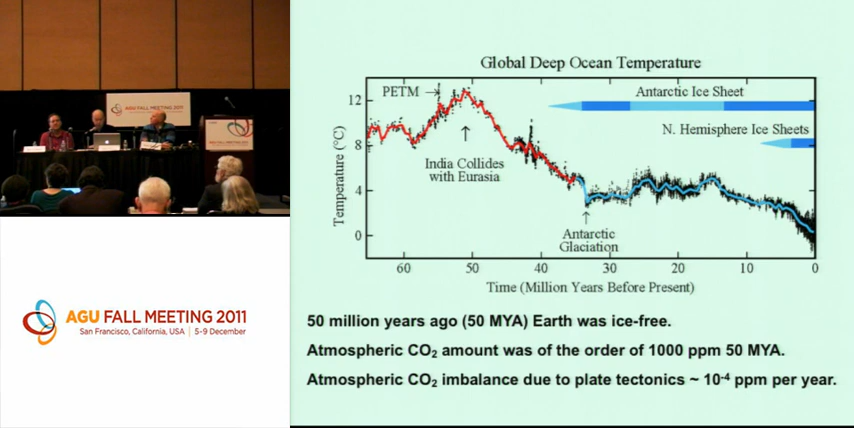 AGU FALL MEETING 2011
AGU FALL MEETING 2011
San Francisco, California, USA | 5-9 December
Global Deep Ocean Temperature
PETM
Antarctic Ice Sheet
N. Hemisphere Ice Sheets
India Collides
with Eurasia
Antarctic
Glaciation
Temperature (°C)
12
8
4
0
60 50 40 30 20 10 0
Time (Million Years Before Present)
50 million years ago (50 MYA) Earth was ice-free.
Atmospheric CO₂ amount was of the order of 1000 ppm 50 MYA.
Atmospheric CO₂ imbalance due to plate tectonics ~ 10⁻⁴ ppm per year.